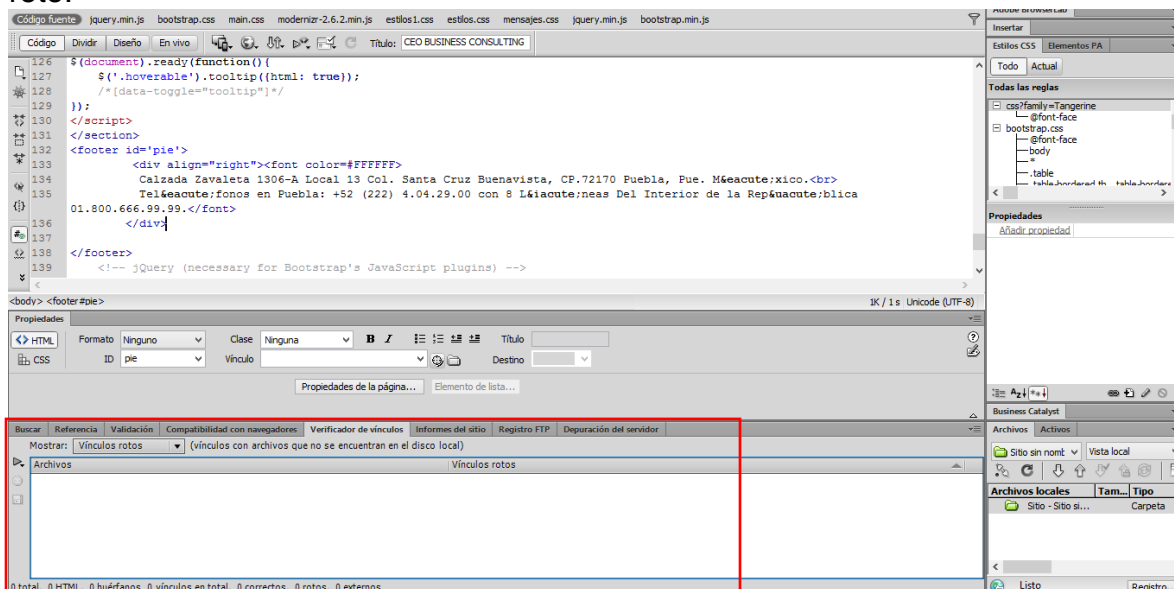 roto.
Código fuente jquery.min.js bootstrap.css main.css modernizr-2.6.2.min.js estilos1.css estilos.css mensajes.css jquery.min.js bootstrap.min.js
Código Dividir Diseño En vivo Título: CEO BUSINESS CONSULTING
126 $(document).ready(function(){
127 $('.hoverable').tooltip({html: true});
128 /*[data-toggle="tooltip"]*/
129 });
130 </script>
131 </section>
132 <footer id='pie'>
133 <div align="right"><font color=#FFFFFF>
134 Calzada Zavaleta 1306-A Local 13 Col. Santa Cruz Buenavista, CP.72170 Puebla, Pue. M&eacute;xico.<br>
135 Tel&eacute;fonos en Puebla: +52 (222) 4.04.29.00 con 8 L&iacute;neas Del Interior de la Rep&uacute;blica
01.800.666.99.99.</font>
136 </div>
137
138 </footer>
139 <!-- jQuery (necessary for Bootstrap's JavaScript plugins) -->
<body> <footer#pie> 1K / 1 s Unicode (UTF-8)
Propiedades
<> HTML Formato Ninguno Clase Ninguna B I Título
CSS ID pie Vínculo Destino
Propiedades de la página... Elemento de lista...
Buscar Referencia Validación Compatibilidad con navegadores Verificador de vínculos Informes del sitio Registro FTP Depuración del servidor
Mostrar: Vínculos rotos (vínculos con archivos que no se encuentran en el disco local)
Archivos Vínculos rotos
0 total, 0 HTML, 0 huérfanos 0 vínculos en total, 0 correctos, 0 rotos, 0 externos
Adobe BrowserLab
Insertar
Estilos CSS Elementos PA
Todo Actual
Todas las reglas
css?family=Tangerine
@font-face
bootstrap.css
@font-face
body
*
.table
Propiedades
Añadir propiedad
Business Catalyst
Archivos Activos
Sitio sin nomb Vista local
Archivos locales Tam... Tipo
Sitio - Sitio si... Carpeta
Listo Registro